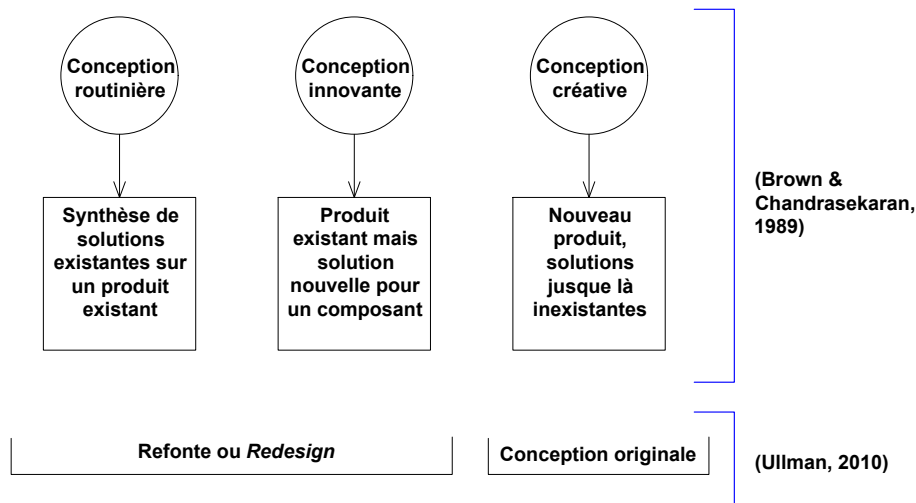 Conception
routinière
Conception
innovante
Conception
créative
Synthèse de
solutions
existantes sur
un produit
existant
Produit
existant mais
solution
nouvelle pour
un composant
Nouveau
produit,
solutions
jusque là
inexistantes
(Brown &
Chandrasekaran,
1989)
Refonte ou Redesign
Conception originale
(Ullman, 2010)